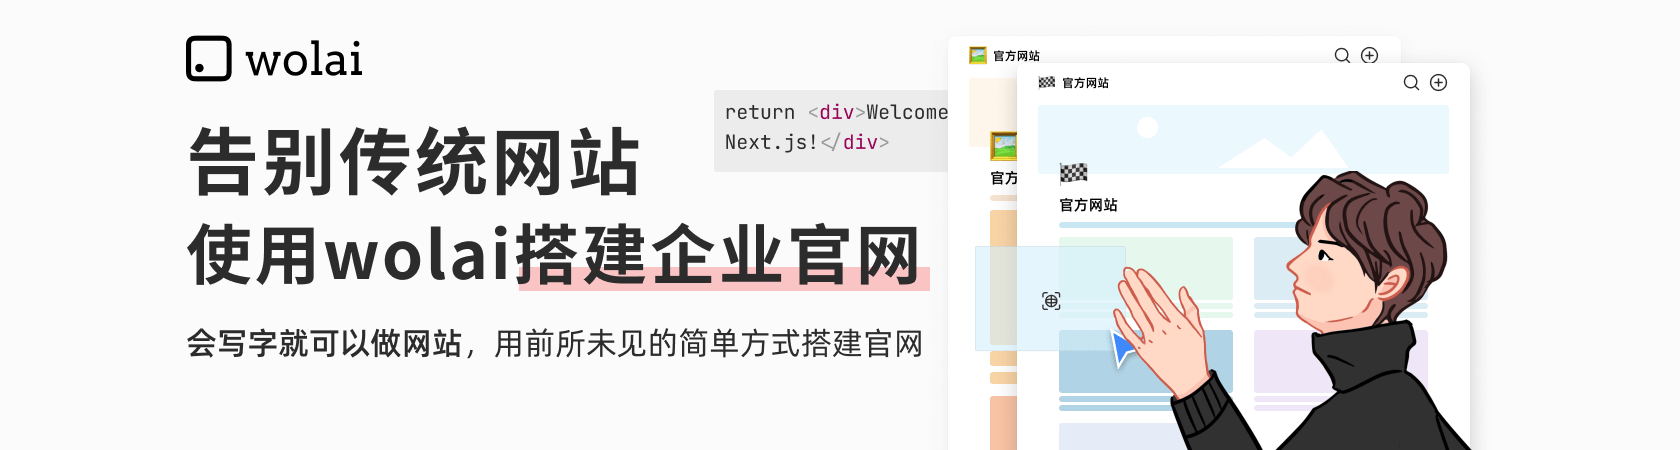 wolai
告别传统网站
使用wolai搭建企业官网
会写字就可以做网站，用前所未见的简单方式搭建官网
return <div>Welcome
Next.js!</div>
官方网站
官方
官方网站
官方网站